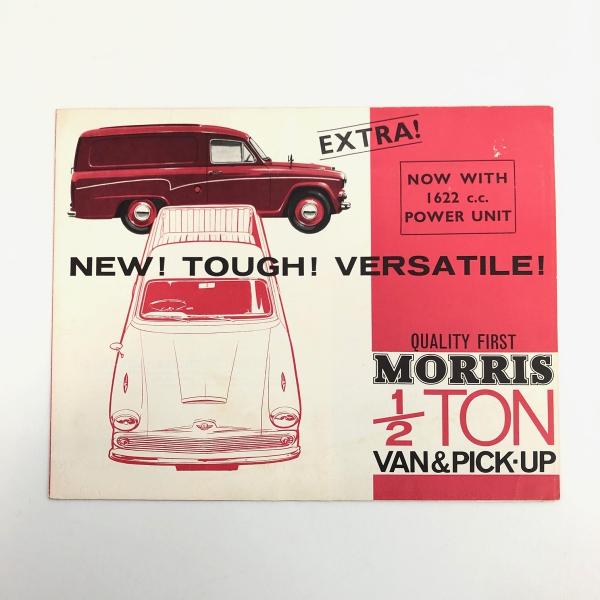 EXTRA!
NOW WITH
1622 c.c.
POWER UNIT
NEW! TOUGH! VERSATILE!
QUALITY FIRST
MORRIS
1/2 TON
VAN & PICK-UP